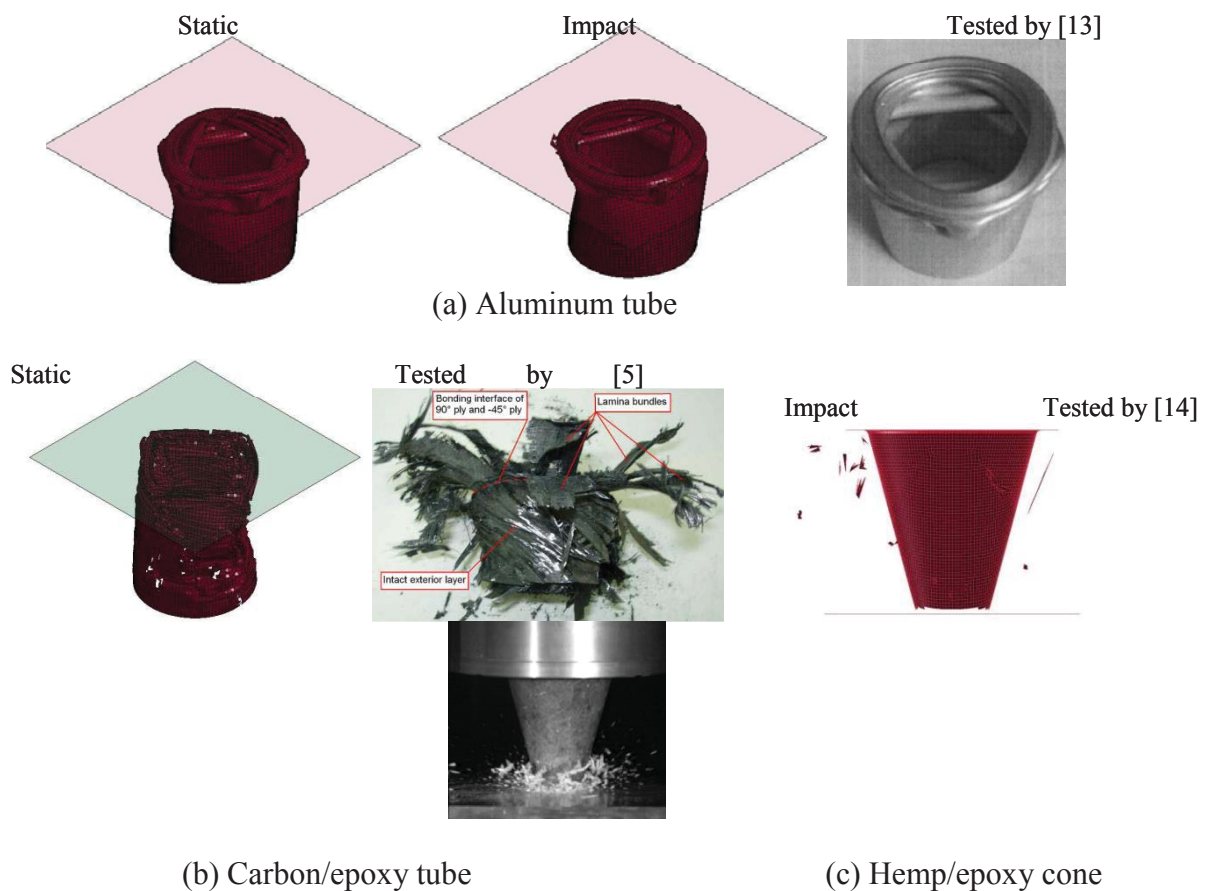 Static Impact Tested by [13]
(a) Aluminum tube
Static
Tested by [5]
Bonding interface of
90° ply and -45° ply
Lamina bundles
Intact exterior layer
Impact Tested by [14]
(b) Carbon/epoxy tube (c) Hemp/epoxy cone